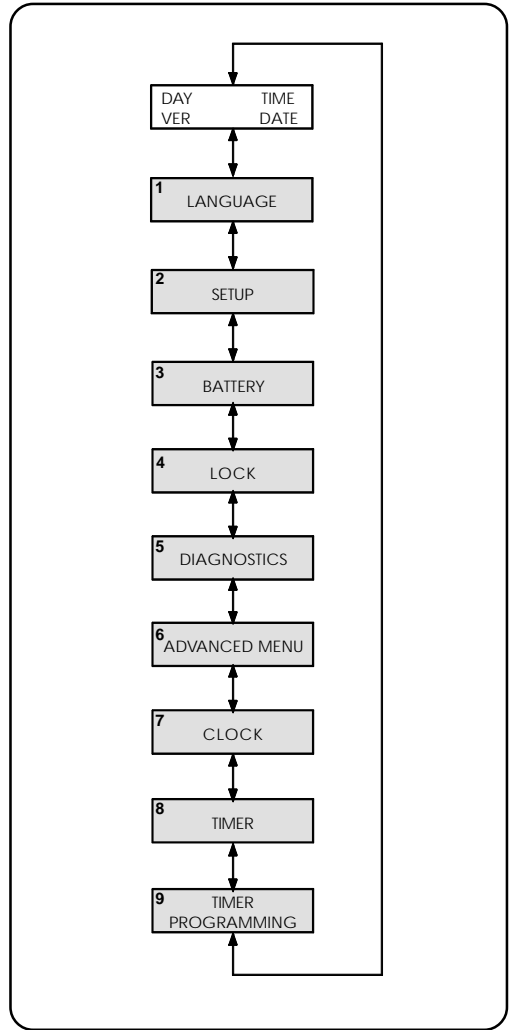 DAY TIME
VER DATE
1
LANGUAGE
2
SETUP
3
BATTERY
4
LOCK
5
DIAGNOSTICS
6
ADVANCED MENU
7
CLOCK
8
TIMER
9
TIMER
PROGRAMMING